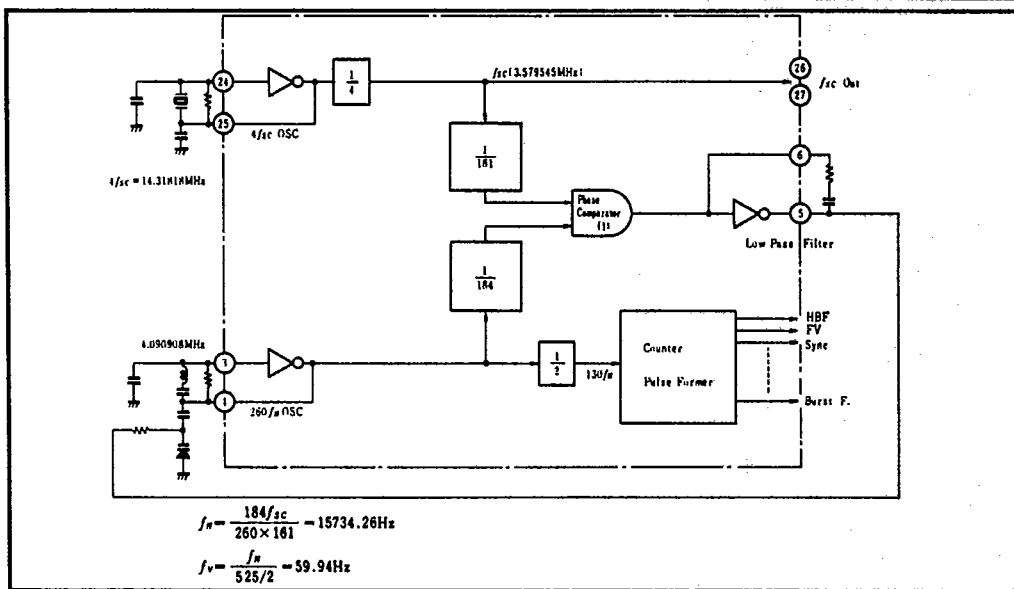 24
25
4fsc OSC
4fsc = 14.31818MHz
1
4
fsc(3.579545MHz)
26
27
fsc Out
1
161
Phase
Comparator
6
5
Low Pass Filter
1
184
4.090908MHz
3
4
260fH OSC
1
2
130fH
Counter
Pulse Former
HBF
FV
Sync
Burst F.
fH = 184fsc / 260×161 = 15734.26Hz
fV = fH / 525/2 = 59.94Hz